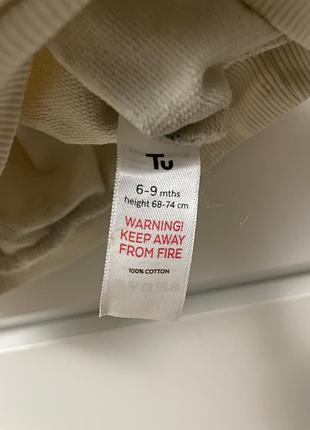 Tu
6-9 mths
height 68-74 cm
WARNING!
KEEP AWAY
FROM FIRE
100% COTTON